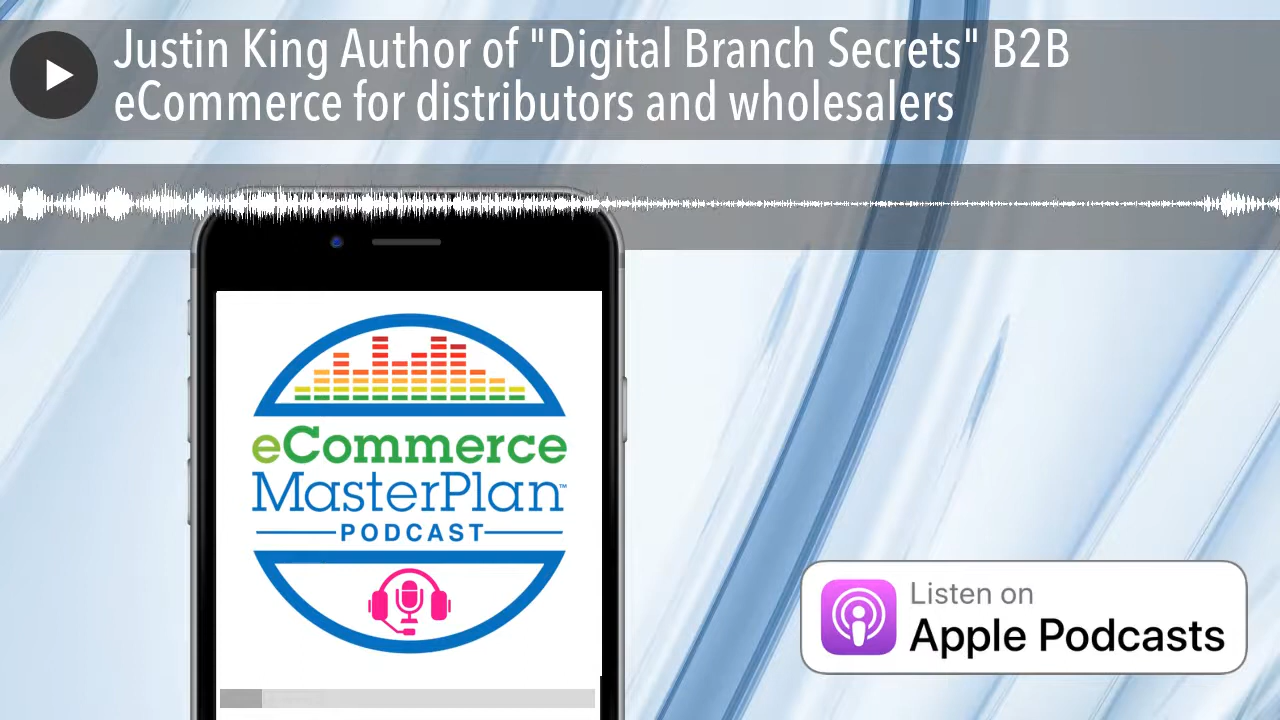 Justin King Author of "Digital Branch Secrets" B2B
eCommerce for distributors and wholesalers
eCommerce
MasterPlan™
PODCAST
Listen on
Apple Podcasts